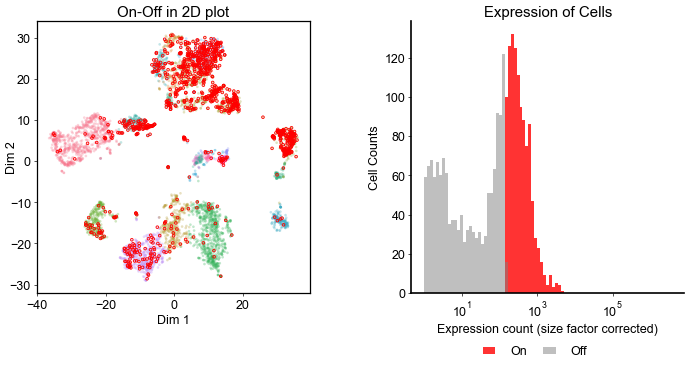 On-Off in 2D plot
Expression of Cells
Dim 2
30
20
10
0
−10
−20
−30
−40
−20
0
20
Dim 1
Cell Counts
120
100
80
60
40
20
0
10^1
10^3
10^5
Expression count (size factor corrected)
On
Off